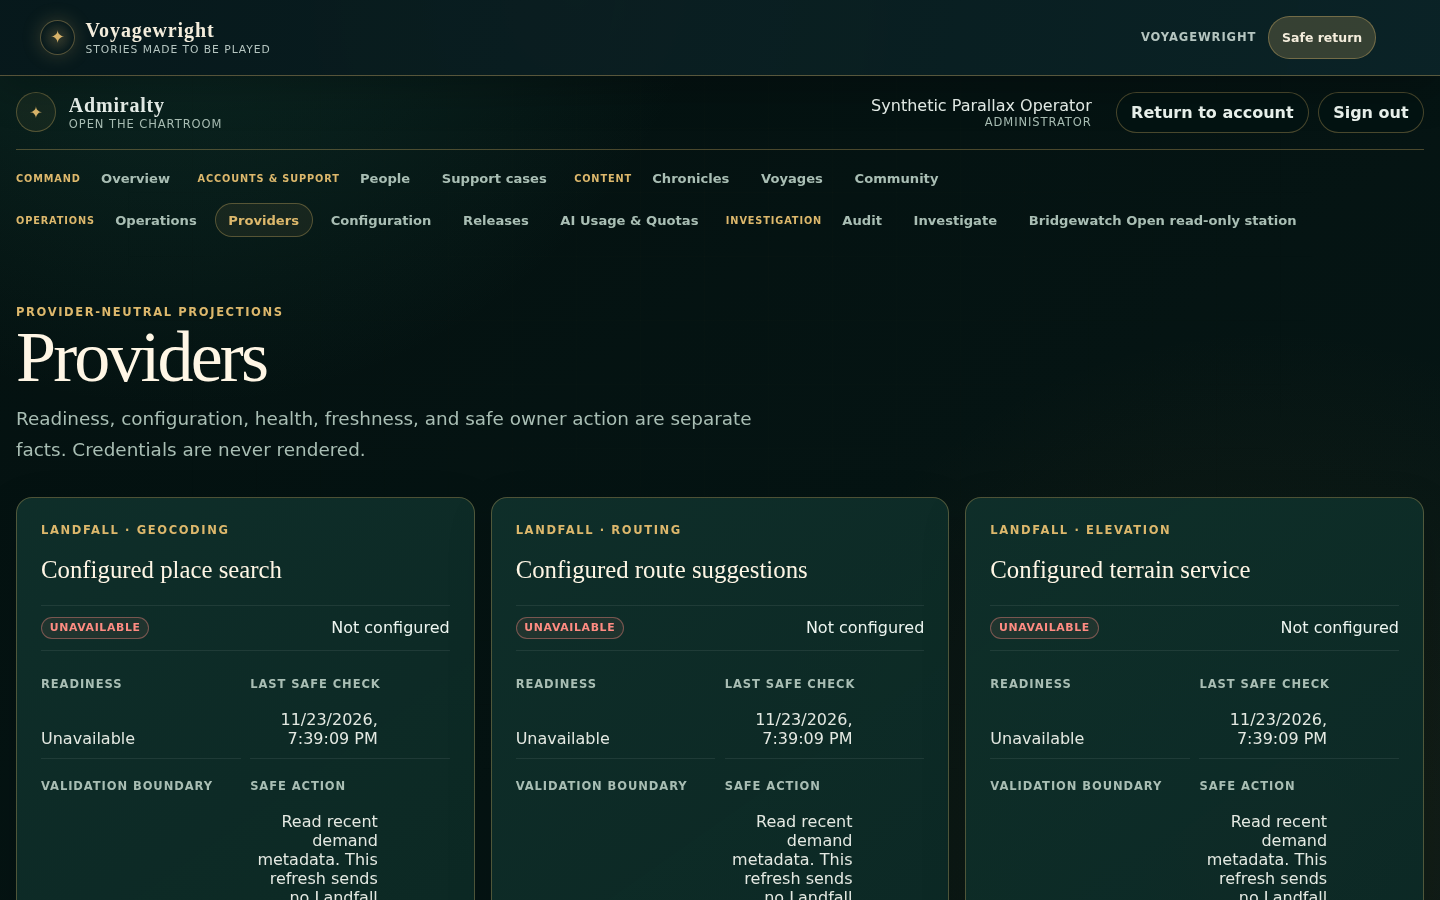 Voyagewright
STORIES MADE TO BE PLAYED
VOYAGEWRIGHT
Safe return
Admiralty
OPEN THE CHARTROOM
Synthetic Parallax Operator
ADMINISTRATOR
Return to account
Sign out
COMMAND Overview ACCOUNTS & SUPPORT People Support cases CONTENT Chronicles Voyages Community
OPERATIONS Operations Providers Configuration Releases AI Usage & Quotas INVESTIGATION Audit Investigate Bridgewatch Open read-only station
PROVIDER-NEUTRAL PROJECTIONS
Providers
Readiness, configuration, health, freshness, and safe owner action are separate
facts. Credentials are never rendered.
LANDFALL · GEOCODING
Configured place search
UNAVAILABLE Not configured
READINESS LAST SAFE CHECK
Unavailable
11/23/2026,
7:39:09 PM
VALIDATION BOUNDARY SAFE ACTION
Read recent
demand
metadata. This
refresh sends
no Landfall
LANDFALL · ROUTING
Configured route suggestions
UNAVAILABLE Not configured
READINESS LAST SAFE CHECK
Unavailable
11/23/2026,
7:39:09 PM
VALIDATION BOUNDARY SAFE ACTION
Read recent
demand
metadata. This
refresh sends
no Landfall
LANDFALL · ELEVATION
Configured terrain service
UNAVAILABLE Not configured
READINESS LAST SAFE CHECK
Unavailable
11/23/2026,
7:39:09 PM
VALIDATION BOUNDARY SAFE ACTION
Read recent
demand
metadata. This
refresh sends
no Landfall